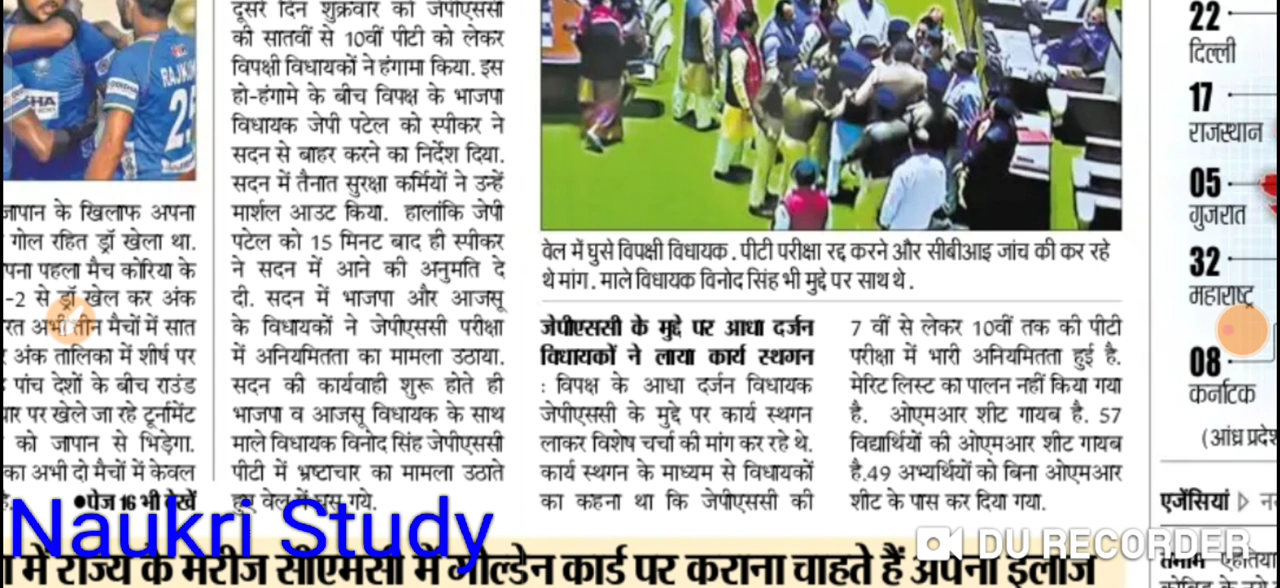 SHA
RAJKUM
25
जापान के खिलाफ अपना
गोल रहित ड्रॉ खेला था.
पना पहला मैच कोरिया के
-2 से ड्रॉ खेल कर अंक
रत अभी तीन मैचों में सात
अंक तालिका में शीर्ष पर
पांच देशों के बीच राउंड
पर खेले जा रहे टूर्नामेंट
को जापान से भिड़ेगा.
का अभी दो मैचों में केवल
●पेज 16 भी देखें
दूसरे दिन शुक्रवार को जेपीएससी
की सातवीं से 10वीं पीटी को लेकर
विपक्षी विधायकों ने हंगामा किया. इस
हो-हंगामे के बीच विपक्ष के भाजपा
विधायक जेपी पटेल को स्पीकर ने
सदन से बाहर करने का निर्देश दिया.
सदन में तैनात सुरक्षा कर्मियों ने उन्हें
मार्शल आउट किया. हालांकि जेपी
पटेल को 15 मिनट बाद ही स्पीकर
ने सदन में आने की अनुमति दे
दी. सदन में भाजपा और आजसू
के विधायकों ने जेपीएससी परीक्षा
में अनियमितता का मामला उठाया.
सदन की कार्यवाही शुरू होते ही
भाजपा व आजसू विधायक के साथ
माले विधायक विनोद सिंह जेपीएससी
पीटी में भ्रष्टाचार का मामला उठाते
हुए वेल में घुस गये.
वेल में घुसे विपक्षी विधायक. पीटी परीक्षा रद्द करने और सीबीआइ जांच की कर रहे
थे मांग. माले विधायक विनोद सिंह भी मुद्दे पर साथ थे.
जेपीएससी के मुद्दे पर आधा दर्जन
विधायकों ने लाया कार्य स्थगन
: विपक्ष के आधा दर्जन विधायक
जेपीएससी के मुद्दे पर कार्य स्थगन
लाकर विशेष चर्चा की मांग कर रहे थे.
कार्य स्थगन के माध्यम से विधायकों
का कहना था कि जेपीएससी की
7 वीं से लेकर 10वीं तक की पीटी
परीक्षा में भारी अनियमितता हुई है.
मेरिट लिस्ट का पालन नहीं किया गया
है. ओएमआर शीट गायब है. 57
विद्यार्थियों की ओएमआर शीट गायब
है.49 अभ्यर्थियों को बिना ओएमआर
शीट के पास कर दिया गया.
22
दिल्ली
17
राजस्थान
05
गुजरात
32
महाराष्ट्र
08
कर्नाटक
(आंध्र प्रदेश
एजेंसियां ▷
Naukri Study
DU RECORDER
में राज्य के मरीज सीएमसी में गोल्डेन कार्ड पर कराना चाहते हैं अपना इलाज